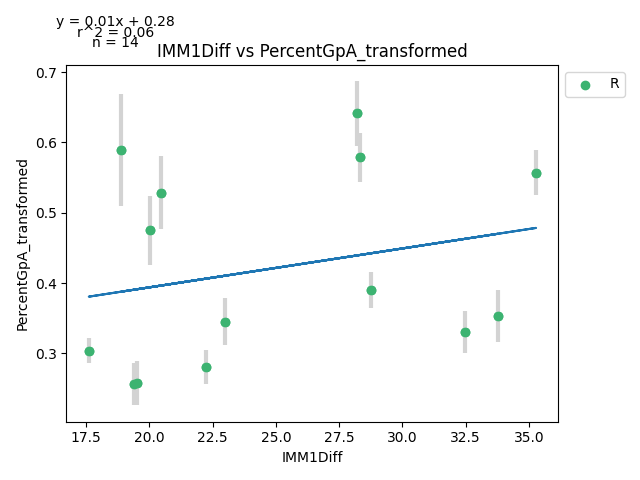 y = 0.01x + 0.28
r^2 = 0.06
n = 14
IMM1Diff vs PercentGpA_transformed
R
PercentGpA_transformed
0.7
0.6
0.5
0.4
0.3
17.5 20.0 22.5 25.0 27.5 30.0 32.5 35.0
IMM1Diff